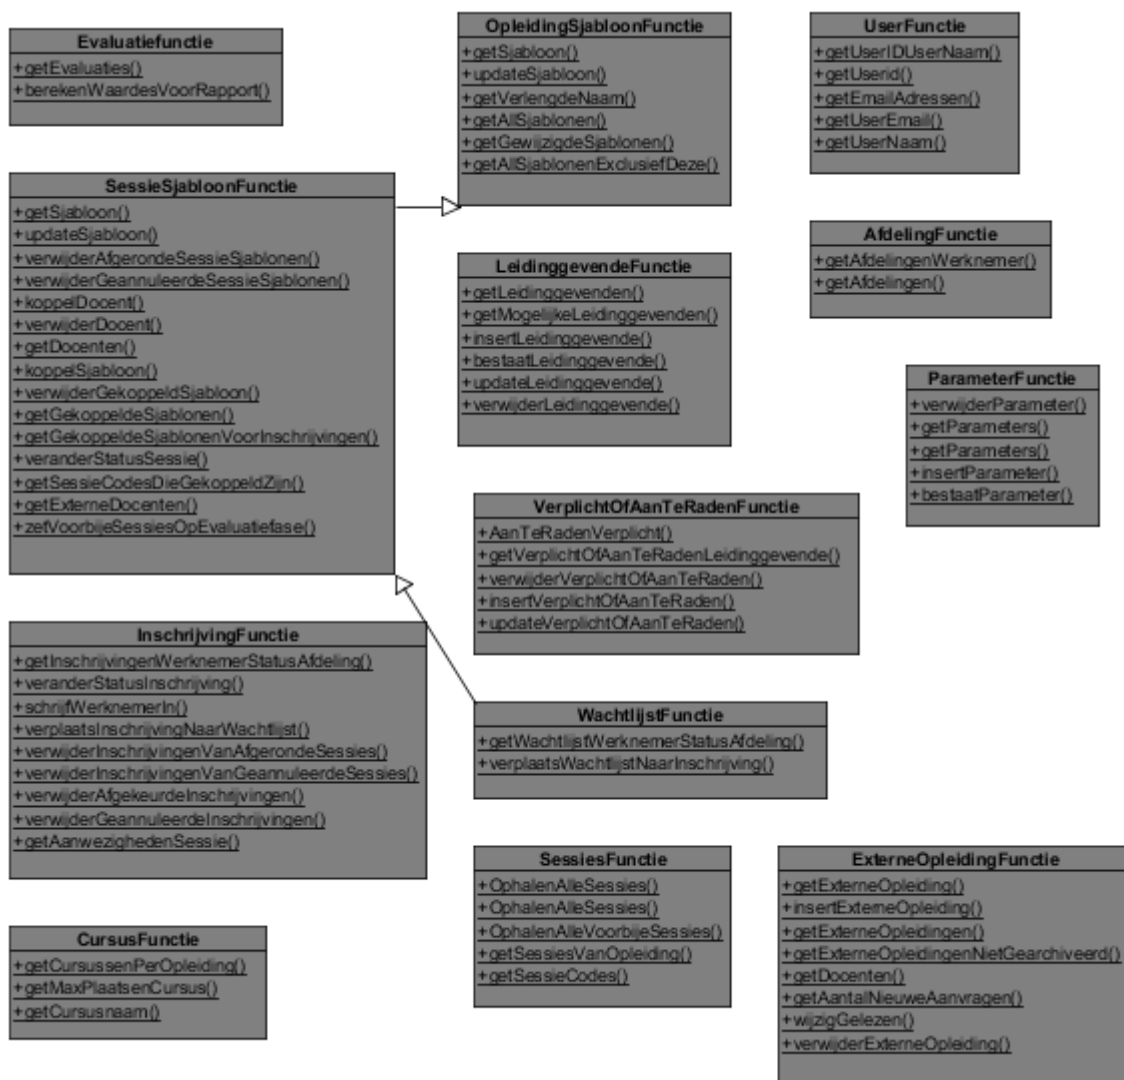 Evaluatiefunctie
+getEvaluaties()
+berekenWaardesVoorRapport()
OpleidingSjabloonFunctie
+getSjabloon()
+updateSjabloon()
+getVerlengdeNaam()
+getAllSjablonen()
+getGewijzigdeSjablonen()
+getAllSjablonenExclusiefDeze()
UserFunctie
+getUserIDUserNaam()
+getUserid()
+getEmailAdressen()
+getUserEmail()
+getUserNaam()
SessieSjabloonFunctie
+getSjabloon()
+updateSjabloon()
+verwijderAfgerondeSessieSjablonen()
+verwijderGeannuleerdeSessieSjablonen()
+koppelDocent()
+verwijderDocent()
+getDocenten()
+koppelSjabloon()
+verwijderGekoppeldSjabloon()
+getGekoppeldeSjablonen()
+getGekoppeldeSjablonenVoorInschrijvingen()
+veranderStatusSessie()
+getSessieCodesDieGekoppeldZijn()
+getExterneDocenten()
+zetVoorbijeSessiesOpEvaluatiefase()
LeidinggevendeFunctie
+getLeidinggevenden()
+getMogelijkeLeidinggevenden()
+insertLeidinggevende()
+bestaatLeidinggevende()
+updateLeidinggevende()
+verwijderLeidinggevende()
AfdelingFunctie
+getAfdelingenWerknemer()
+getAfdelingen()
ParameterFunctie
+verwijderParameter()
+getParameters()
+getParameters()
+insertParameter()
+bestaatParameter()
VerplichtOfAanTeRadenFunctie
+AanTeRadenVerplicht()
+getVerplichtOfAanTeRadenLeidinggevende()
+verwijderVerplichtOfAanTeRaden()
+insertVerplichtOfAanTeRaden()
+updateVerplichtOfAanTeRaden()
InschrijvingFunctie
+getInschrijvingenWerknemerStatusAfdeling()
+veranderStatusInschrijving()
+schrijfWerknemerIn()
+verplaatsInschrijvingNaarWachtlijst()
+verwijderInschrijvingenVanAfgerondeSessies()
+verwijderInschrijvingenVanGeannuleerdeSessies()
+verwijderAfgekeurdeInschrijvingen()
+verwijderGeannuleerdeInschrijvingen()
+getAanwezighedenSessie()
WachtlijstFunctie
+getWachtlijstWerknemerStatusAfdeling()
+verplaatsWachtlijstNaarInschrijving()
CursusFunctie
+getCursussenPerOpleiding()
+getMaxPlaatsenCursus()
+getCursusnaam()
SessiesFunctie
+OphalenAlleSessies()
+OphalenAlleSessies()
+OphalenAlleVoorbijeSessies()
+getSessiesVanOpleiding()
+getSessieCodes()
ExterneOpleidingFunctie
+getExterneOpleiding()
+insertExterneOpleiding()
+getExterneOpleidingen()
+getExterneOpleidingenNietGearchiveerd()
+getDocenten()
+getAantalNieuweAanvragen()
+wijzigGelezen()
+verwijderExterneOpleiding()